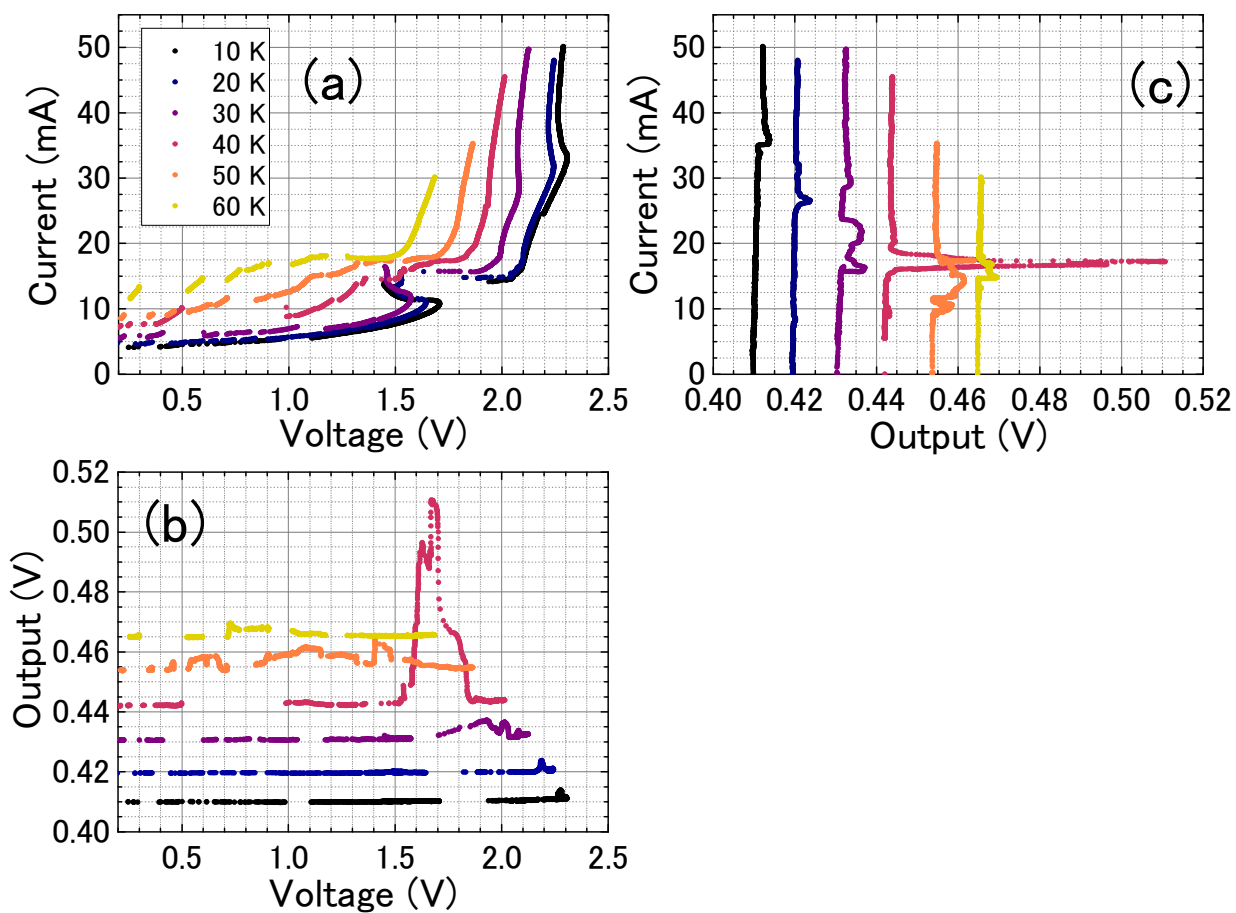 50
40
30
20
10
0
Current (mA)
10 K
20 K
30 K
40 K
50 K
60 K
(a)
0.5 1.0 1.5 2.0 2.5
Voltage (V)
50
40
30
20
10
0
Current (mA)
(c)
0.40 0.42 0.44 0.46 0.48 0.50 0.52
Output (V)
0.52
0.50
0.48
0.46
0.44
0.42
0.40
Output (V)
(b)
0.5 1.0 1.5 2.0 2.5
Voltage (V)